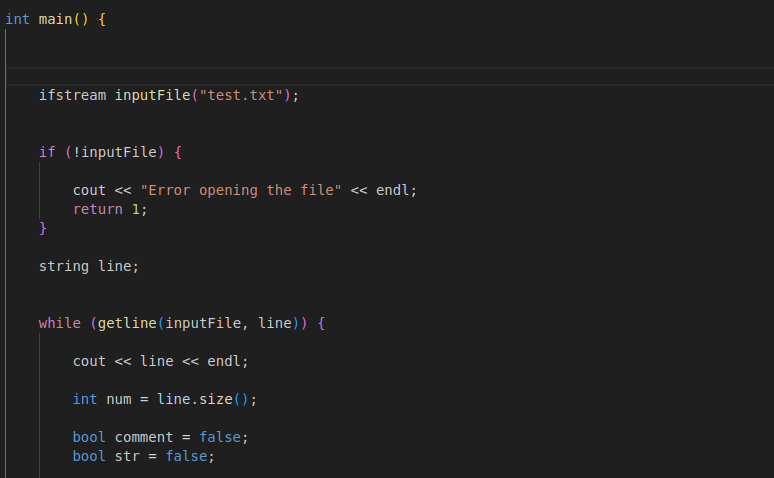 int main() {
ifstream inputFile("test.txt");
if (!inputFile) {
cout << "Error opening the file" << endl;
return 1;
}
string line;
while (getline(inputFile, line)) {
cout << line << endl;
int num = line.size();
bool comment = false;
bool str = false;